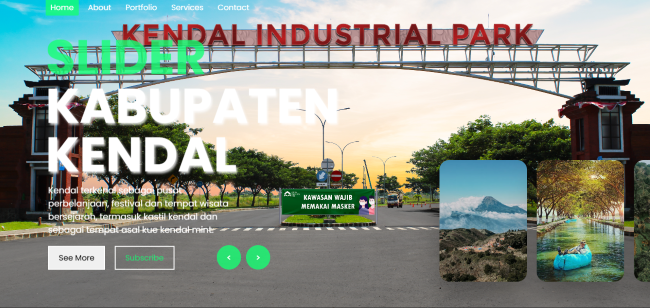 Home About Portfolio Services Contact
KENDAL INDUSTRIAL PARK
SLIDER
KABUPATEN
KENDAL
Kendal terkenal sebagai pusat
perbelanjaan, festival dan tempat wisata
bersejarah, termasuk kastil kendal dan
sebagai tempat asal kue kendal mint.
KAWASAN WAJIB
MEMAKAI MASKER
See More Subscribe < >